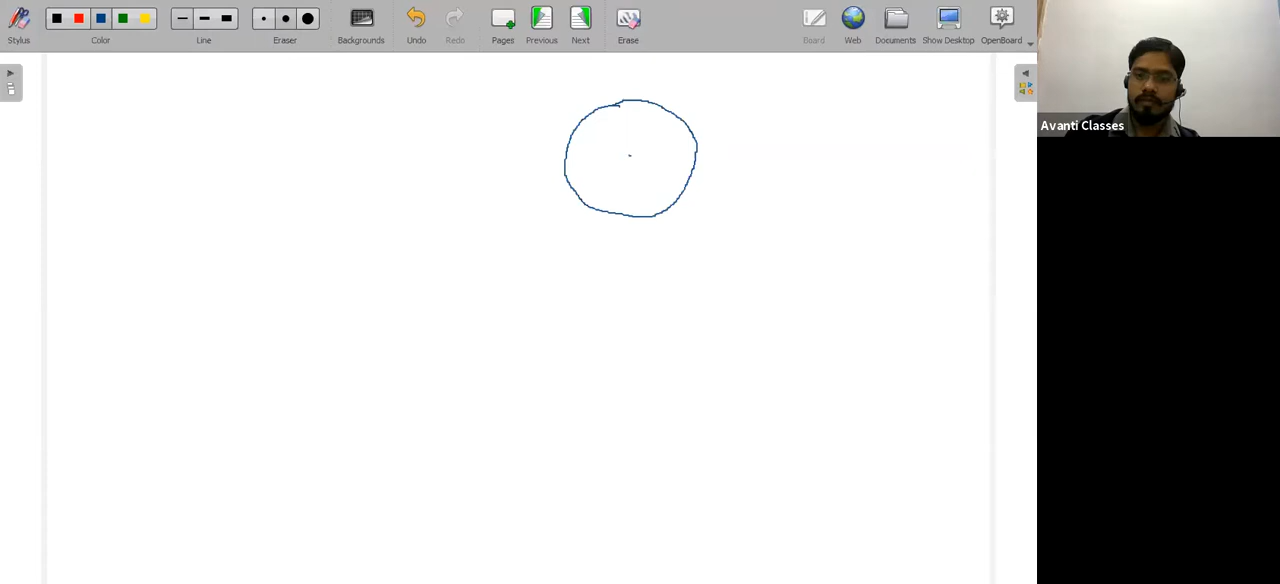 Stylus Color Line Eraser Backgrounds Undo Redo Pages Previous Next Erase Board Web Documents Show Desktop OpenBoard
Avanti Classes